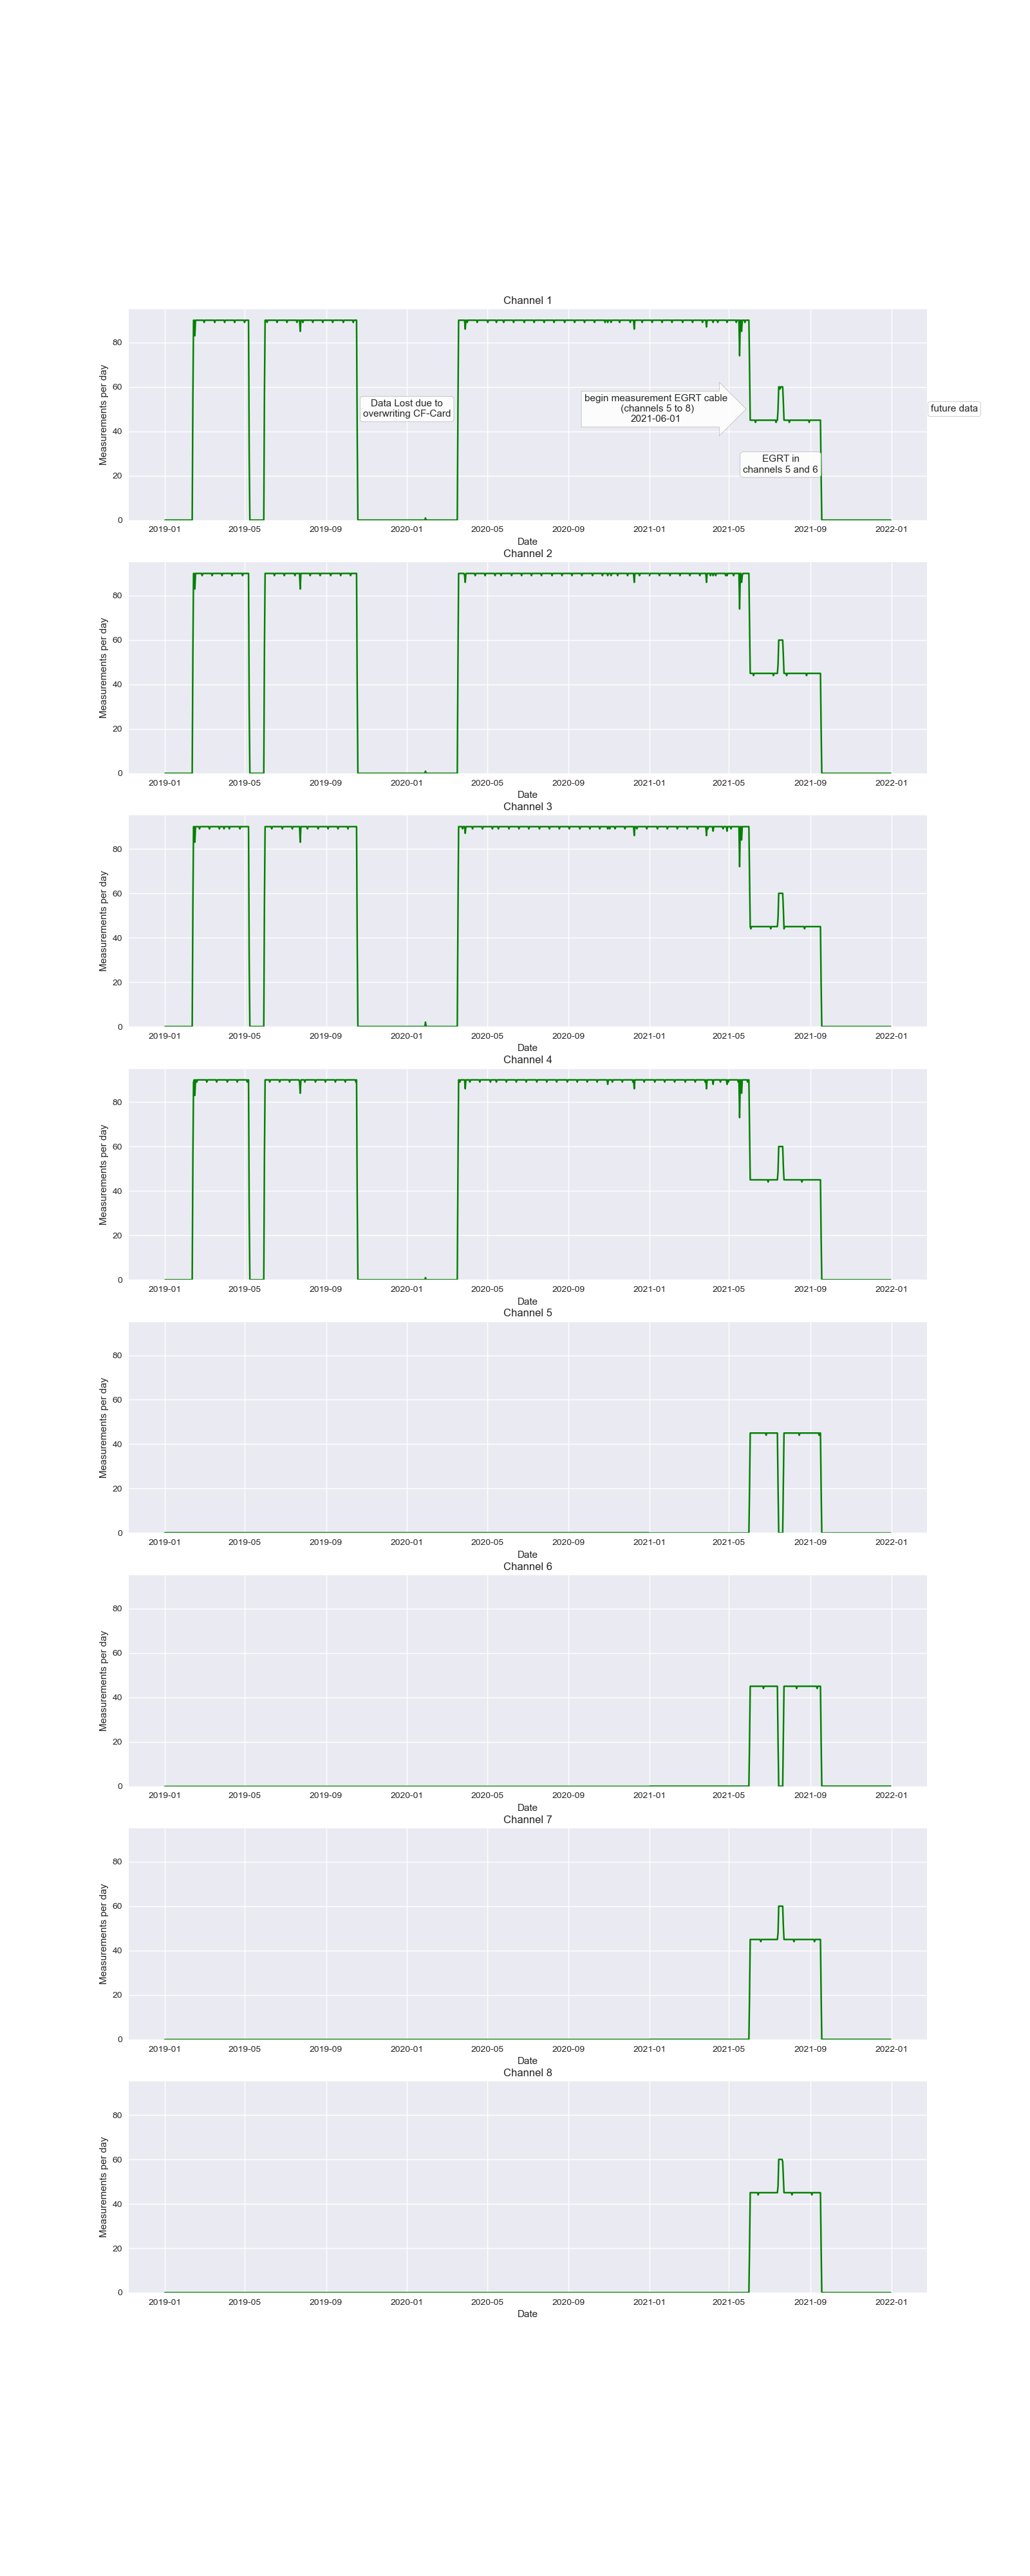 Channel 1
Measurements per day
80
60
40
20
0
Data Lost due to
overwriting CF-Card
begin measurement EGRT cable
(channels 5 to 8)
2021-06-01
future data
EGRT in
channels 5 and 6
2019-01 2019-05 2019-09 2020-01 2020-05 2020-09 2021-01 2021-05 2021-09 2022-01
Date
Channel 2
Measurements per day
80
60
40
20
0
2019-01 2019-05 2019-09 2020-01 2020-05 2020-09 2021-01 2021-05 2021-09 2022-01
Date
Channel 3
Measurements per day
80
60
40
20
0
2019-01 2019-05 2019-09 2020-01 2020-05 2020-09 2021-01 2021-05 2021-09 2022-01
Date
Channel 4
Measurements per day
80
60
40
20
0
2019-01 2019-05 2019-09 2020-01 2020-05 2020-09 2021-01 2021-05 2021-09 2022-01
Date
Channel 5
Measurements per day
80
60
40
20
0
2019-01 2019-05 2019-09 2020-01 2020-05 2020-09 2021-01 2021-05 2021-09 2022-01
Date
Channel 6
Measurements per day
80
60
40
20
0
2019-01 2019-05 2019-09 2020-01 2020-05 2020-09 2021-01 2021-05 2021-09 2022-01
Date
Channel 7
Measurements per day
80
60
40
20
0
2019-01 2019-05 2019-09 2020-01 2020-05 2020-09 2021-01 2021-05 2021-09 2022-01
Date
Channel 8
Measurements per day
80
60
40
20
0
2019-01 2019-05 2019-09 2020-01 2020-05 2020-09 2021-01 2021-05 2021-09 2022-01
Date